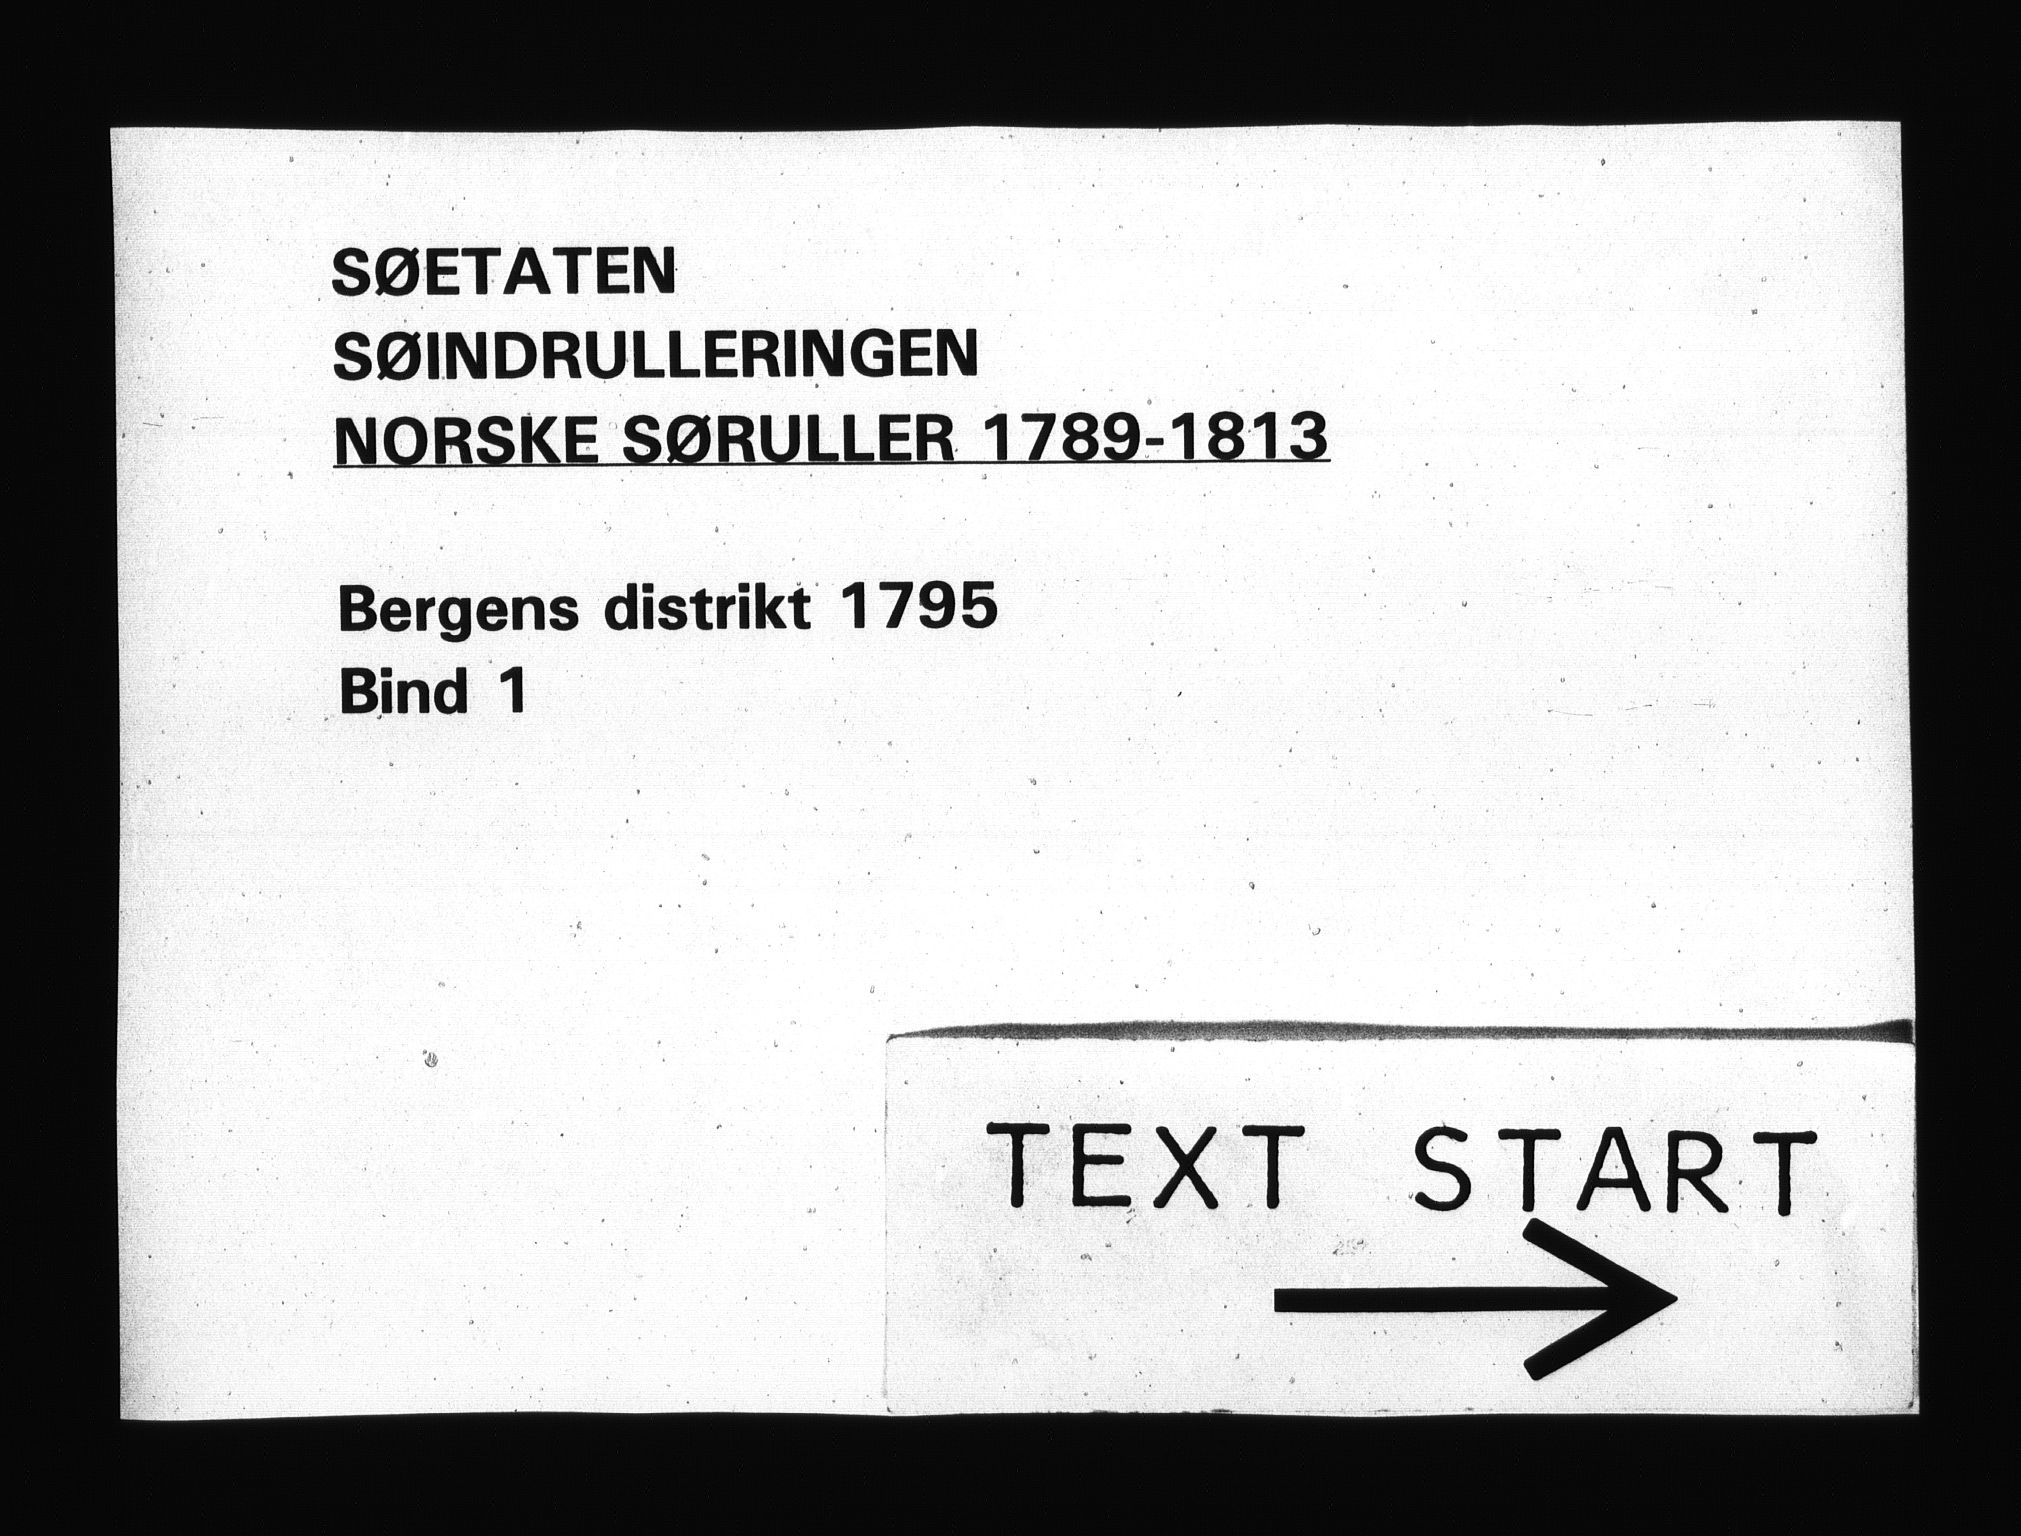 SØETATEN
SØINDRULLERINGEN
NORSKE SØRULLER 1789-1813
Bergens distrikt 1795
Bind 1
TEXT START